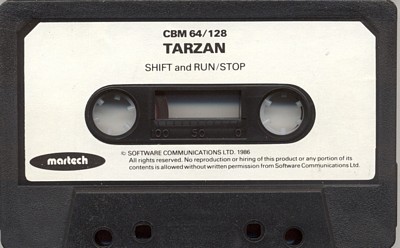 CBM 64/128
TARZAN
SHIFT and RUN/STOP
100 50 0
martech
© SOFTWARE COMMUNICATIONS LTD. 1986
All rights reserved. No reproduction or hiring of this product or any portion of its
contents is allowed without written permission from Software Communications Ltd.